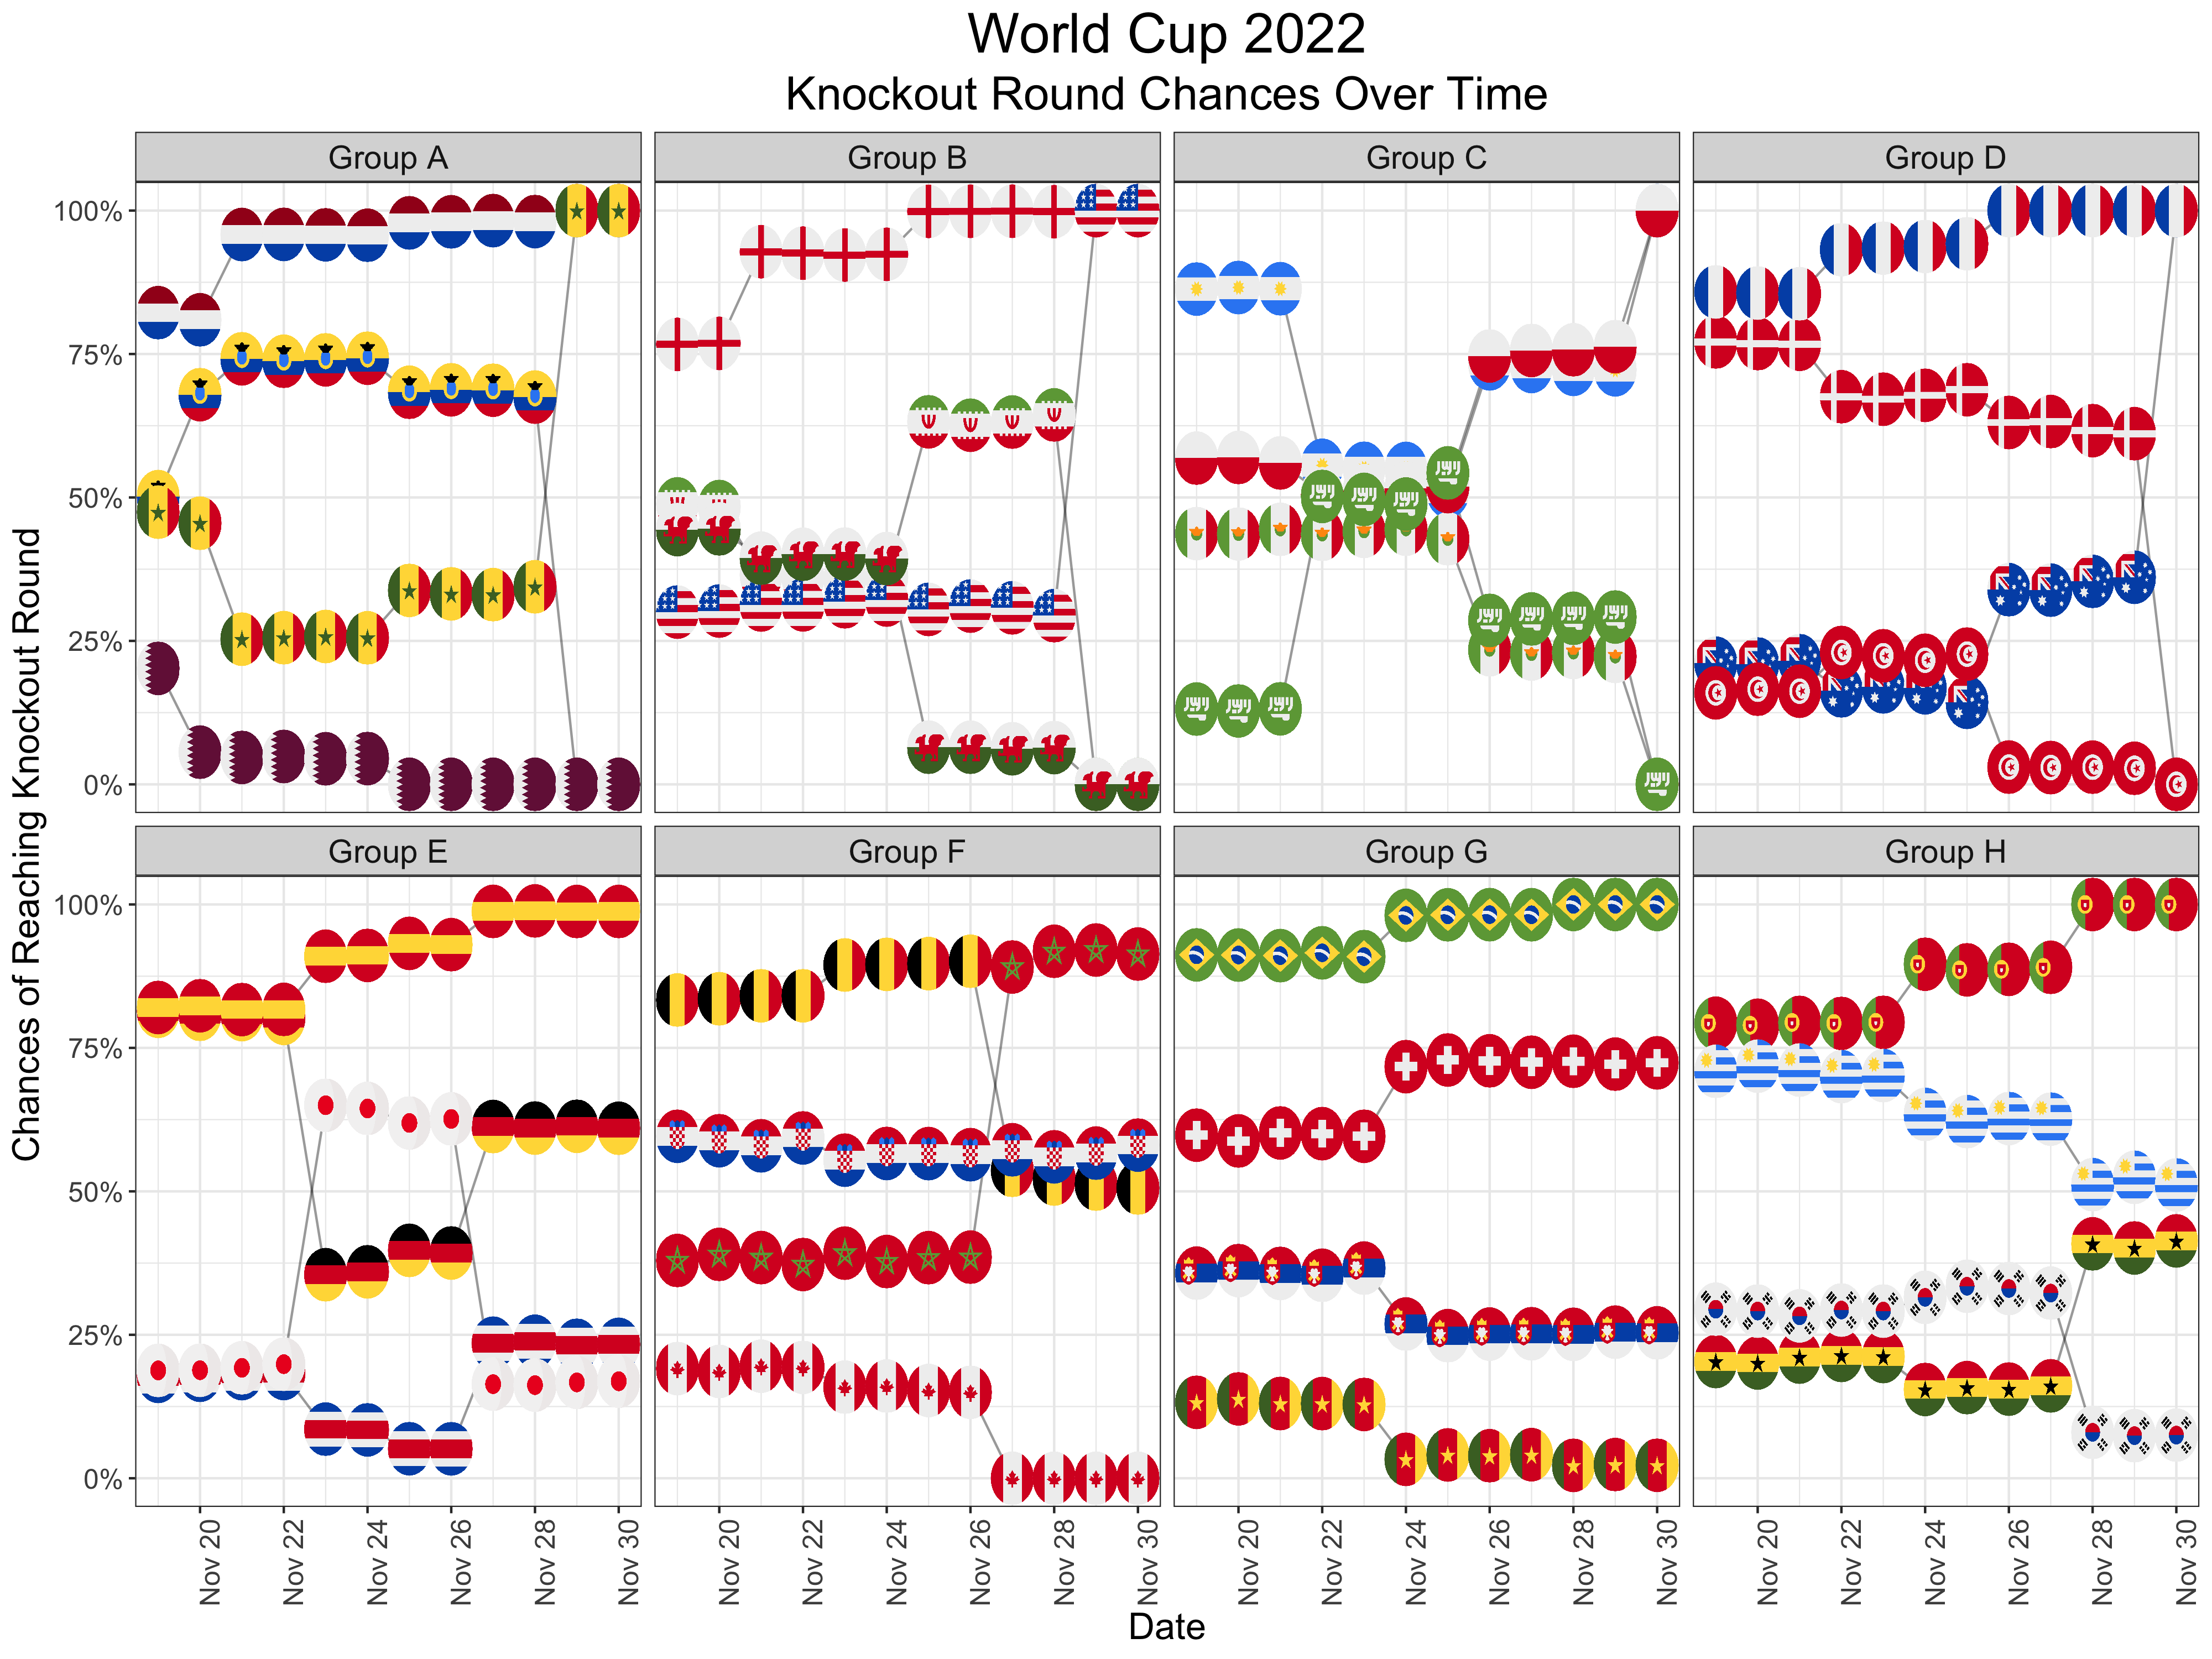 World Cup 2022
Knockout Round Chances Over Time
Group A
Group B
Group C
Group D
100%
75%
50%
25%
0%
Chances of Reaching Knockout Round
Group E
Group F
Group G
Group H
100%
75%
50%
25%
0%
Nov 20
Nov 22
Nov 24
Nov 26
Nov 28
Nov 30
Nov 20
Nov 22
Nov 24
Nov 26
Nov 28
Nov 30
Nov 20
Nov 22
Nov 24
Nov 26
Nov 28
Nov 30
Nov 20
Nov 22
Nov 24
Nov 26
Nov 28
Nov 30
Date